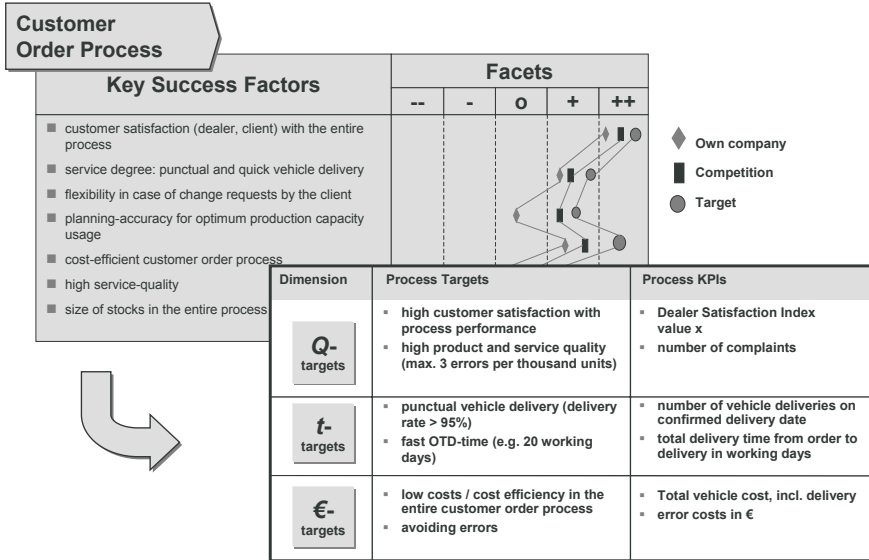 Customer
Order Process
Key Success Factors
Facets
--
-
o
+
++
customer satisfaction (dealer, client) with the entire
process
service degree: punctual and quick vehicle delivery
flexibility in case of change requests by the client
planning-accuracy for optimum production capacity
usage
cost-efficient customer order process
high service-quality
size of stocks in the entire process
Own company
Competition
Target
Dimension
Process Targets
Process KPIs
Q-
targets
high customer satisfaction with
process performance
high product and service quality
(max. 3 errors per thousand units)
Dealer Satisfaction Index
value x
number of complaints
t-
targets
punctual vehicle delivery (delivery
rate > 95%)
fast OTD-time (e.g. 20 working
days)
number of vehicle deliveries on
confirmed delivery date
total delivery time from order to
delivery in working days
€-
targets
low costs / cost efficiency in the
entire customer order process
avoiding errors
Total vehicle cost, incl. delivery
error costs in €